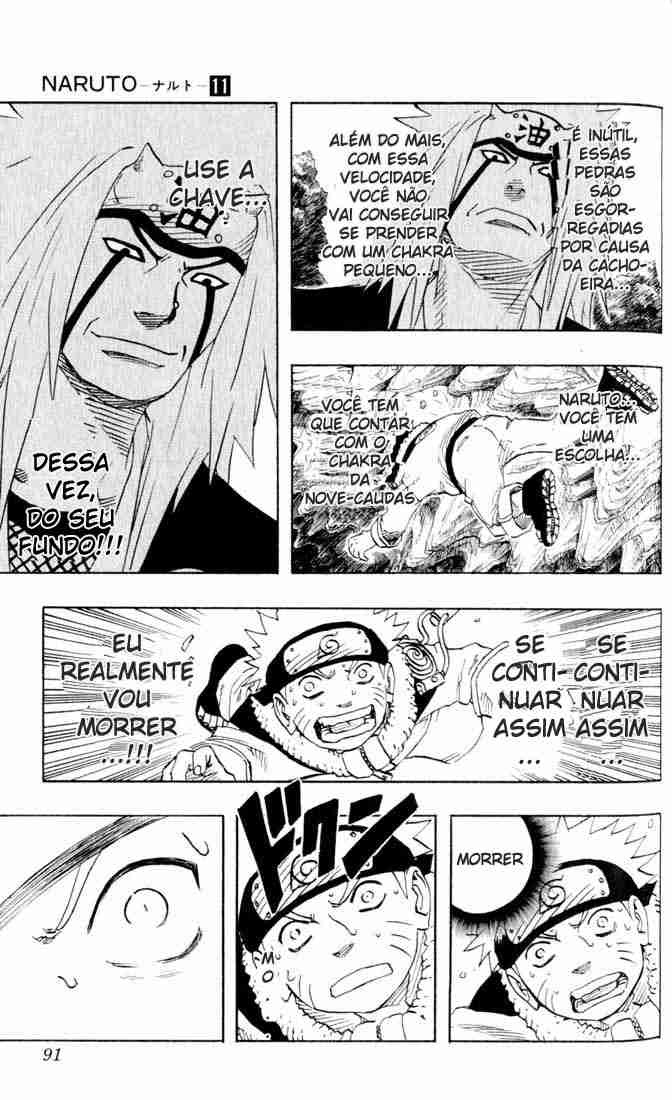 NARUTO —ナルト— 11
É INÚTIL,
ESSAS
PEDRAS
SÃO
ESGOR-
REGADIAS
POR CAUSA
DA CACHO-
EIRA...
ALÉM DO MAIS,
COM ESSA
VELOCIDADE,
VOCÊ NÃO
VAI CONSEGUIR
SE PRENDER
COM UM CHAKRA
PEQUENO...
油
NARUTO...
VOCÊ TEM
UMA
ESCOLHA!..
VOCÊ TEM
QUE CONTAR
COM O
CHAKRA
DA
NOVE-CAUDAS
USE A
CHAVE...
油
DESSA
VEZ,
DO SEU
FUNDO!!!
SE
CONTI-
NUAR
ASSIM
...
SE
CONTI-
NUAR
ASSIM
...
EU
REALMENTE
VOU
MORRER
...!!!
MORRER
ドクン
M
O
91